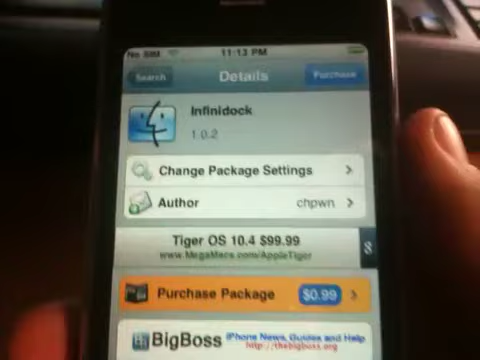 No SIM 11:13 PM
Search Details Purchase
Infinidock
1.0.2
Change Package Settings
Author chpwn
Tiger OS 10.4 $99.99
www.MegaMacs.com/AppleTiger
Purchase Package $0.99
BigBoss iPhone News, Guides and Help
http://thebigboss.org